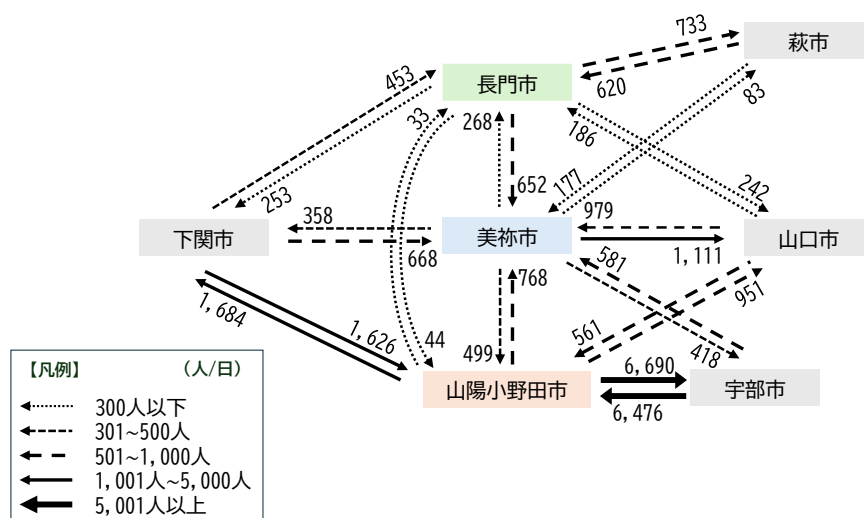 733
萩市
453
長門市
620
83
33
268
186
652
177
242
253
358
979
下関市
美祢市
山口市
668
1,111
581
768
951
1,684
1,626
44
561
499
418
6,690
山陽小野田市
宇部市
6,476
【凡例】 (人/日)
300人以下
301~500人
501~1,000人
1,001人~5,000人
5,001人以上